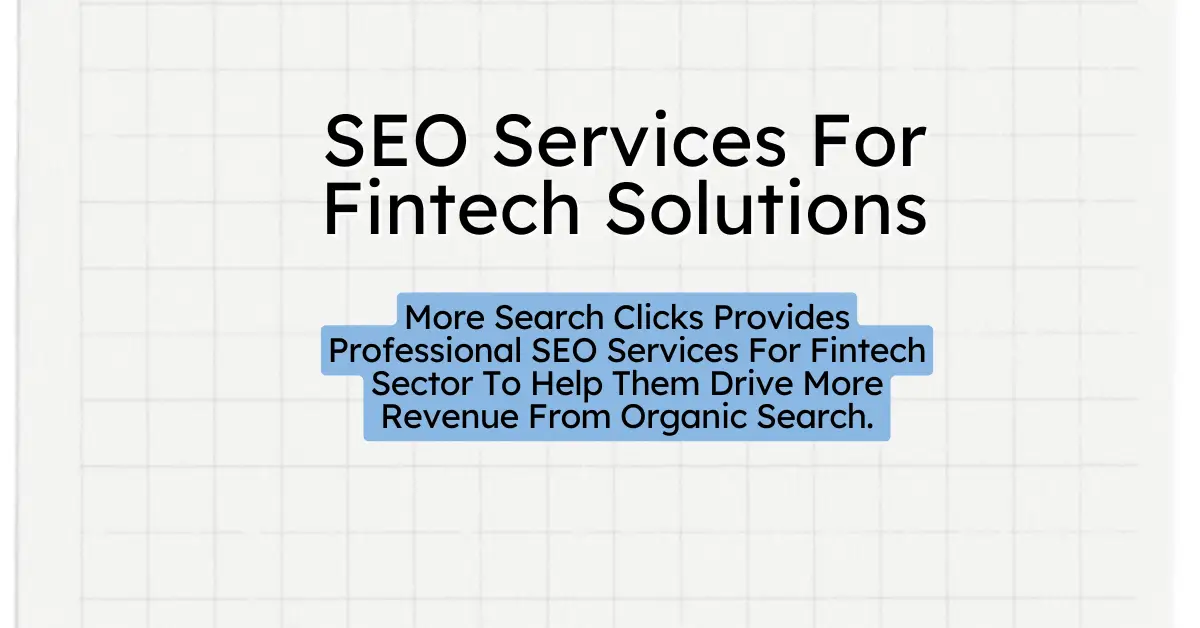 SEO Services For
Fintech Solutions
More Search Clicks Provides
Professional SEO Services For Fintech
Sector To Help Them Drive More
Revenue From Organic Search.